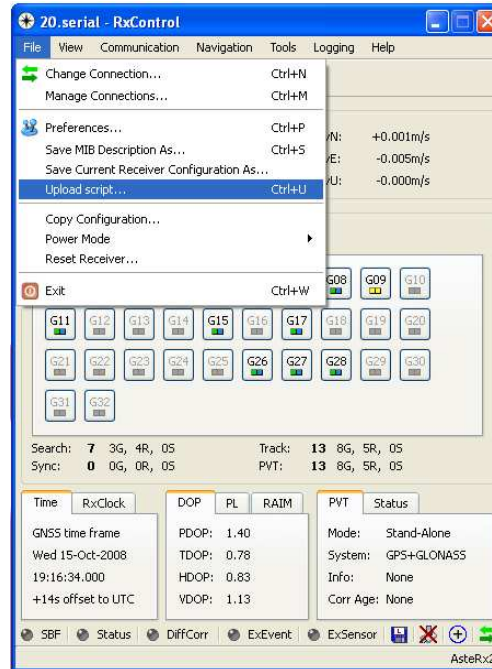 20.serial - RxControl
File View Communication Navigation Tools Logging Help
Change Connection... Ctrl+N
Manage Connections... Ctrl+M
Preferences... Ctrl+P
Save MIB Description As... Ctrl+S
Save Current Receiver Configuration As...
Upload script... Ctrl+U
Copy Configuration...
Power Mode
Reset Receiver...
Exit Ctrl+W
N: +0.001m/s
E: -0.005m/s
U: -0.000m/s
G08 G09 G10
G11 G12 G13 G14 G15 G16 G17 G18 G19 G20
G21 G22 G23 G24 G25 G26 G27 G28 G29 G30
G31 G32
Search: 7 3G, 4R, 0S Track: 13 8G, 5R, 0S
Sync: 0 0G, 0R, 0S PVT: 13 8G, 5R, 0S
Time RxClock DOP PL RAIM PVT Status
GNSS time frame PDOP: 1.40 Mode: Stand-Alone
Wed 15-Oct-2008 TDOP: 0.78 System: GPS+GLONASS
19:16:34.000 HDOP: 0.83 Info: None
+14s offset to UTC VDOP: 1.13 Corr Age: None
SBF Status DiffCorr ExEvent ExSensor
AsteRx2